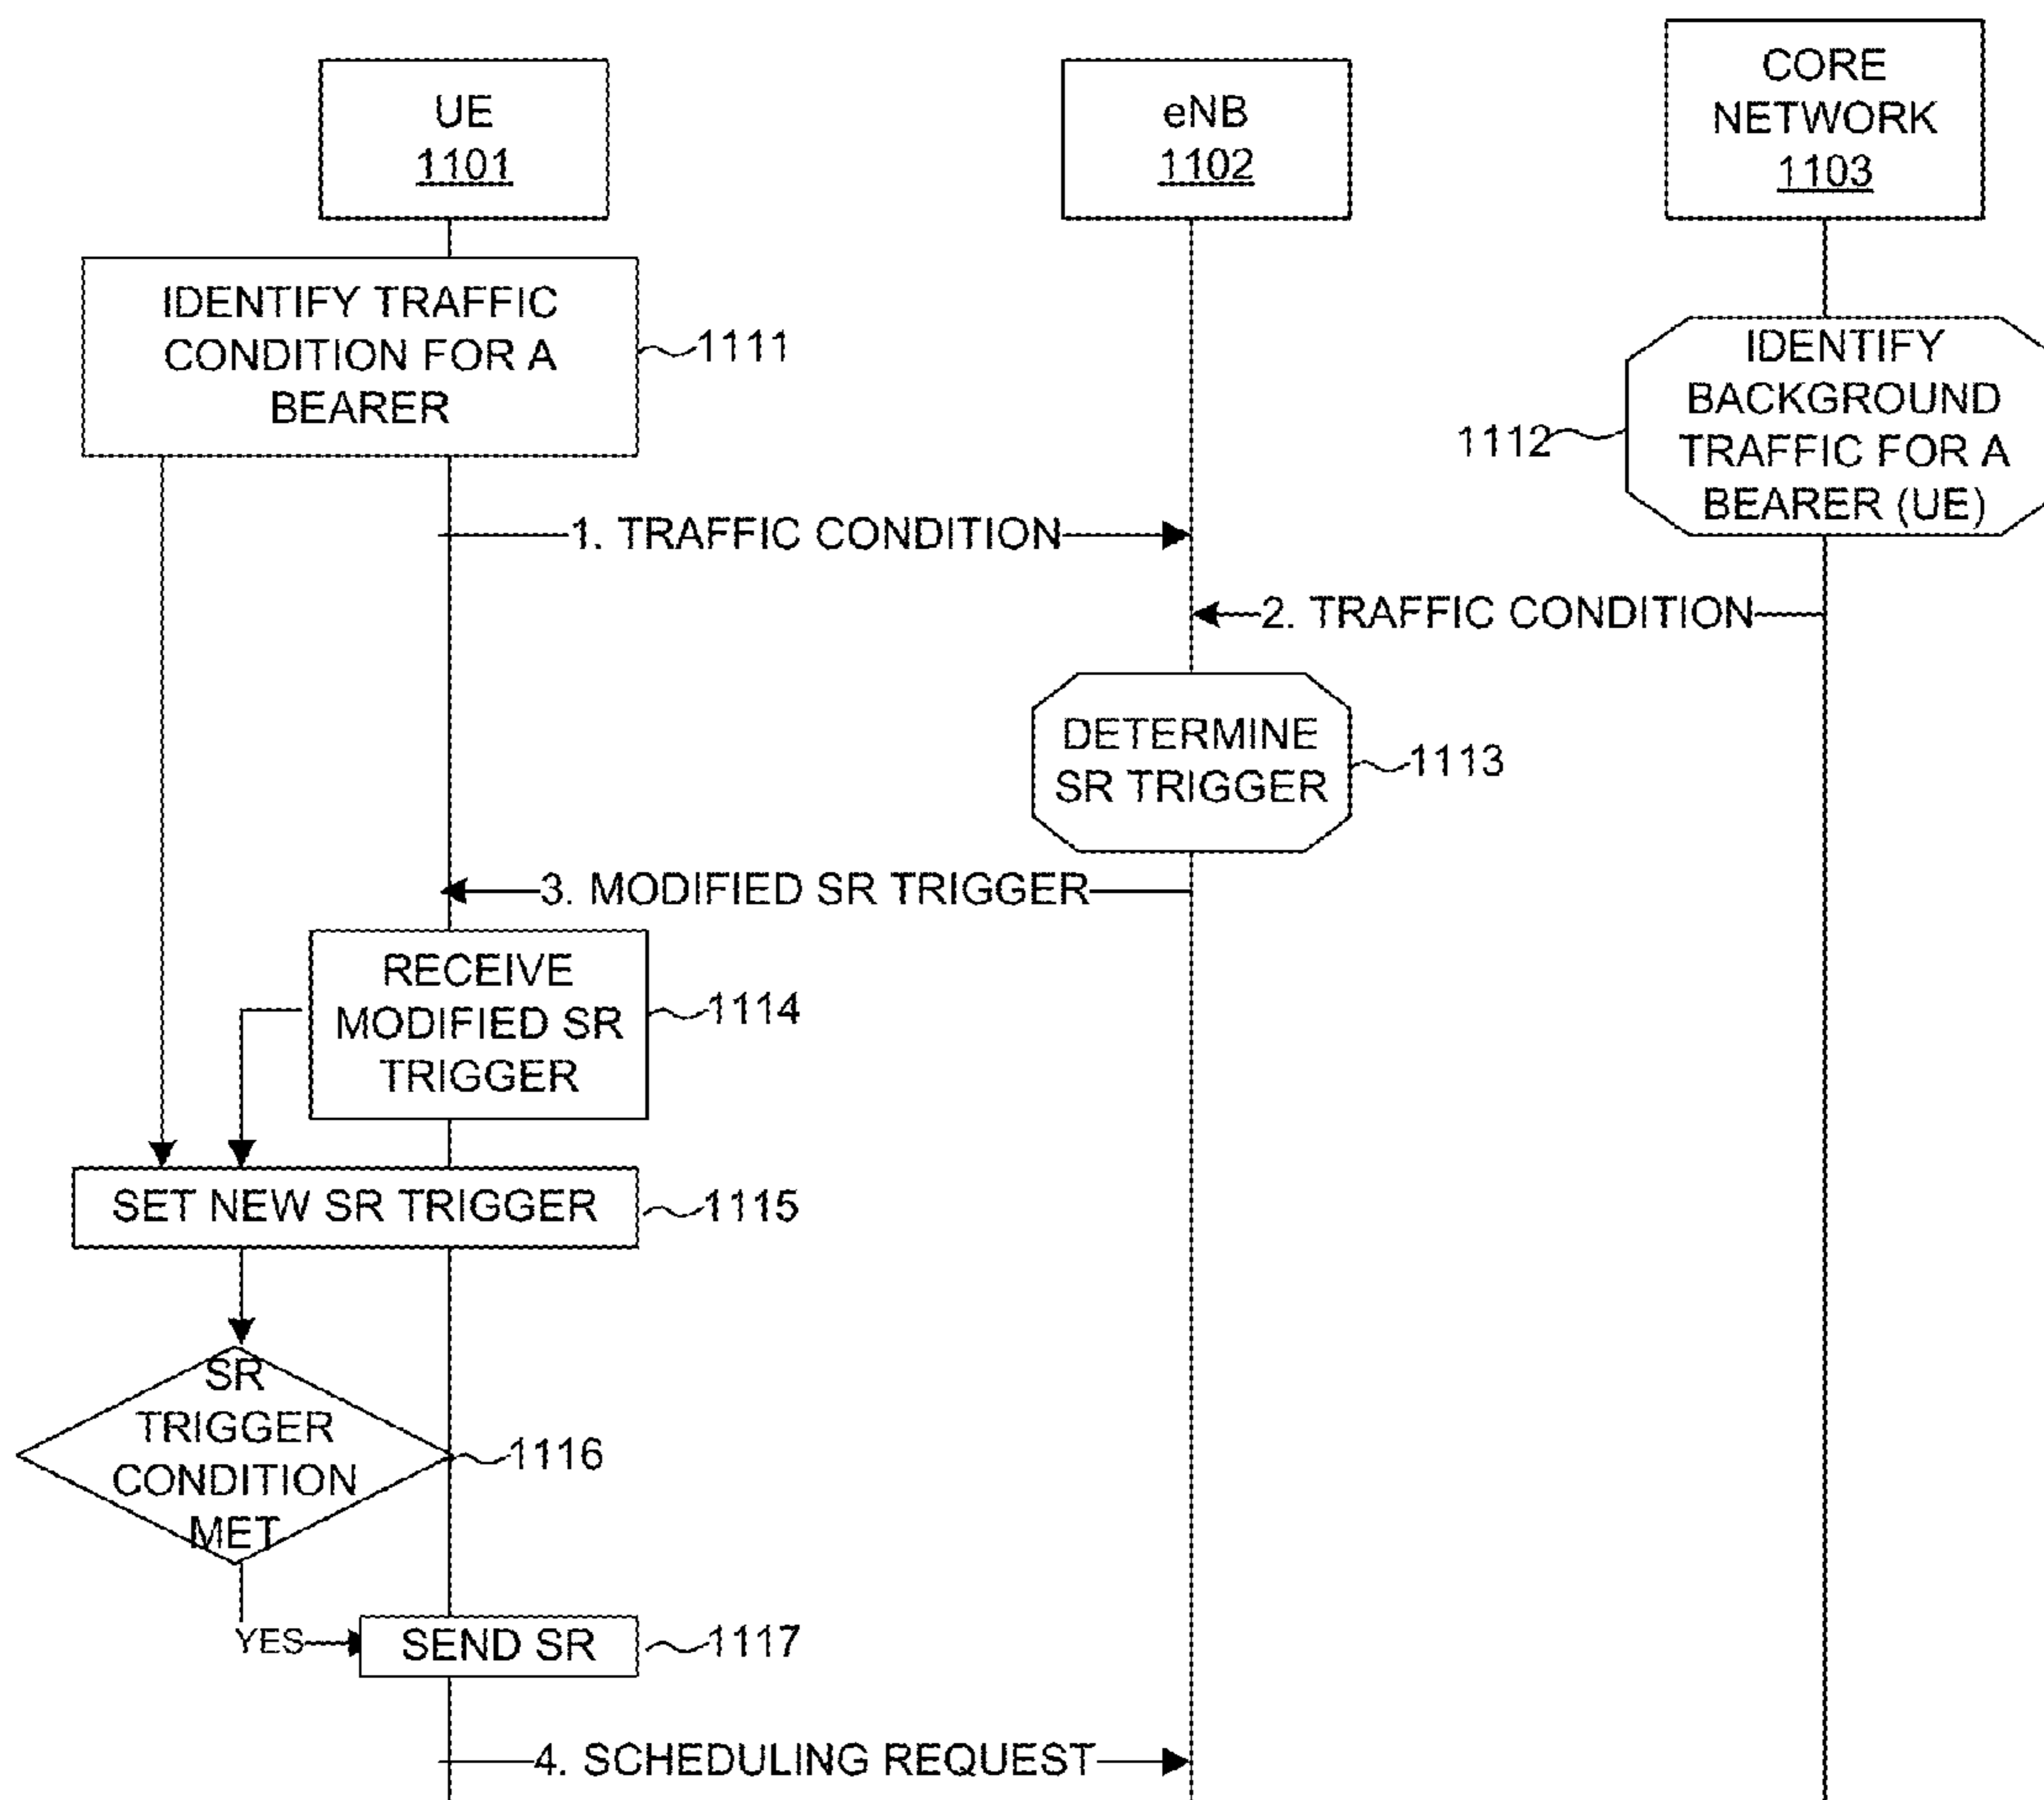 UE
1101
eNB
1102
CORE
NETWORK
1103
IDENTIFY TRAFFIC
CONDITION FOR A
BEARER
1111
IDENTIFY
BACKGROUND
TRAFFIC FOR A
BEARER (UE)
1112
1. TRAFFIC CONDITION
2. TRAFFIC CONDITION
DETERMINE
SR TRIGGER
1113
3. MODIFIED SR TRIGGER
RECEIVE
MODIFIED SR
TRIGGER
1114
SET NEW SR TRIGGER
1115
SR
TRIGGER
CONDITION
MET
1116
YES
SEND SR
1117
4. SCHEDULING REQUEST